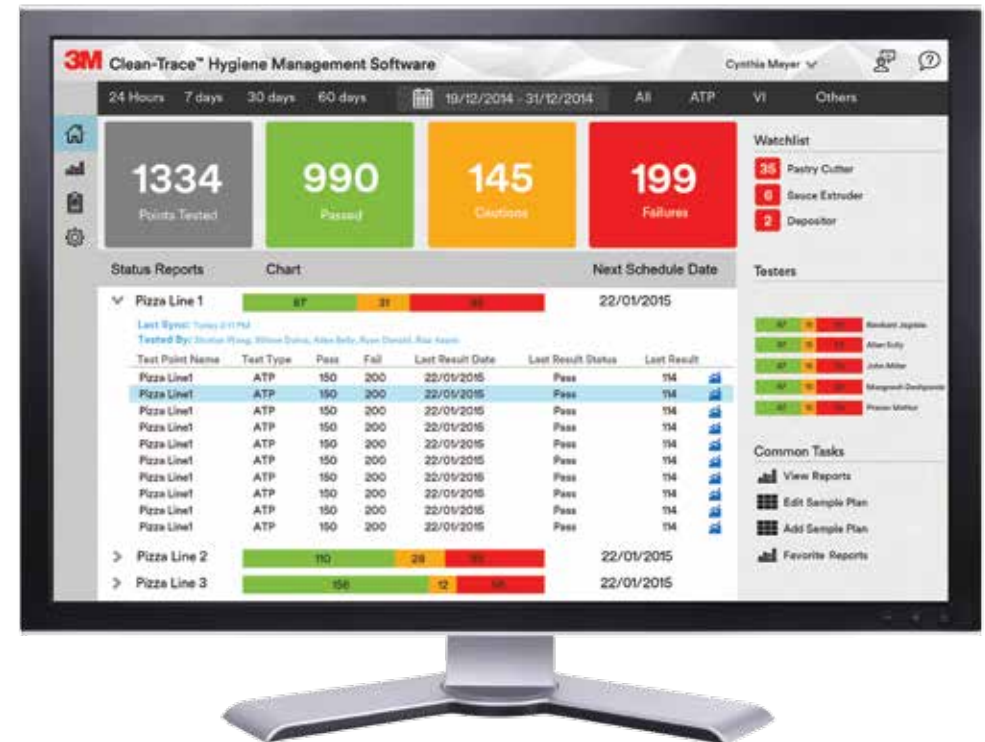 3M Clean-Trace™ Hygiene Management Software Cynthia Meyer
24 Hours 7 days 30 days 60 days 19/12/2014 - 31/12/2014 All ATP VI Others
1334 990 145 199
Points Tested Passed Cautions Failures
Watchlist
35 Pastry Cutter
6 Sauce Extruder
2 Depositor
Status Reports Chart Next Schedule Date
Pizza Line 1 67 31 22/01/2015
Last Sync:
Tested By:
Test Point Name Test Type Pass Fail Last Result Date Last Result Status Last Result
Pizza Line1 ATP 150 200 22/01/2015 Pass 114
Pizza Line1 ATP 150 200 22/01/2015 Pass 114
Pizza Line1 ATP 150 200 22/01/2015 Pass 114
Pizza Line1 ATP 150 200 22/01/2015 Pass 114
Pizza Line1 ATP 150 200 22/01/2015 Pass 114
Pizza Line1 ATP 150 200 22/01/2015 Pass 114
Pizza Line1 ATP 150 200 22/01/2015 Pass 114
Pizza Line1 ATP 150 200 22/01/2015 Pass 114
Pizza Line1 ATP 150 200 22/01/2015 Pass 114
Pizza Line1 ATP 150 200 22/01/2015 Pass 114
Pizza Line 2 110 22/01/2015
Pizza Line 3 12 22/01/2015
Testers
John Miller
Common Tasks
View Reports
Edit Sample Plan
Add Sample Plan
Favorite Reports